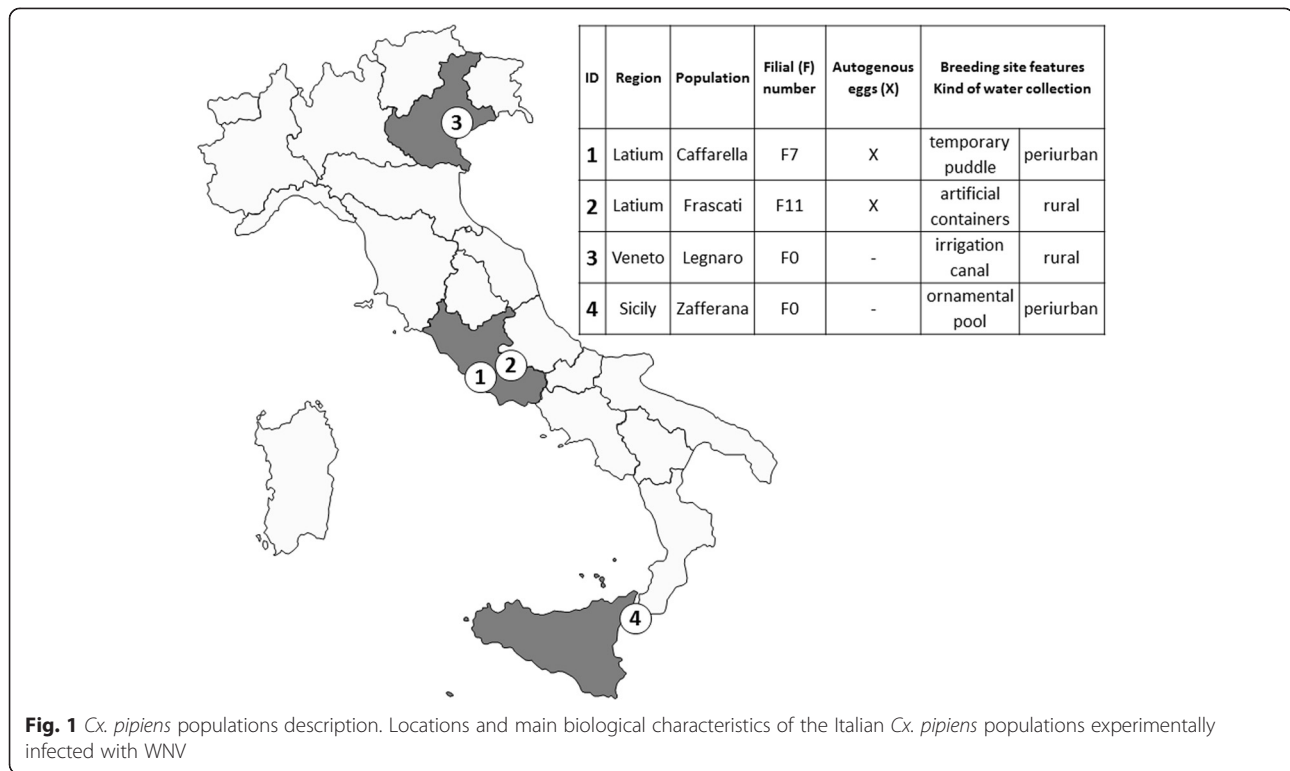 ID Region Population Filial (F) number Autogenous eggs (X) Breeding site features Kind of water collection
1 Latium Caffarella F7 X temporary puddle periurban
2 Latium Frascati F11 X artificial containers rural
3 Veneto Legnaro F0 - irrigation canal rural
4 Sicily Zafferana F0 - ornamental pool periurban
3
2
1
4
Fig. 1 Cx. pipiens populations description. Locations and main biological characteristics of the Italian Cx. pipiens populations experimentally
infected with WNV